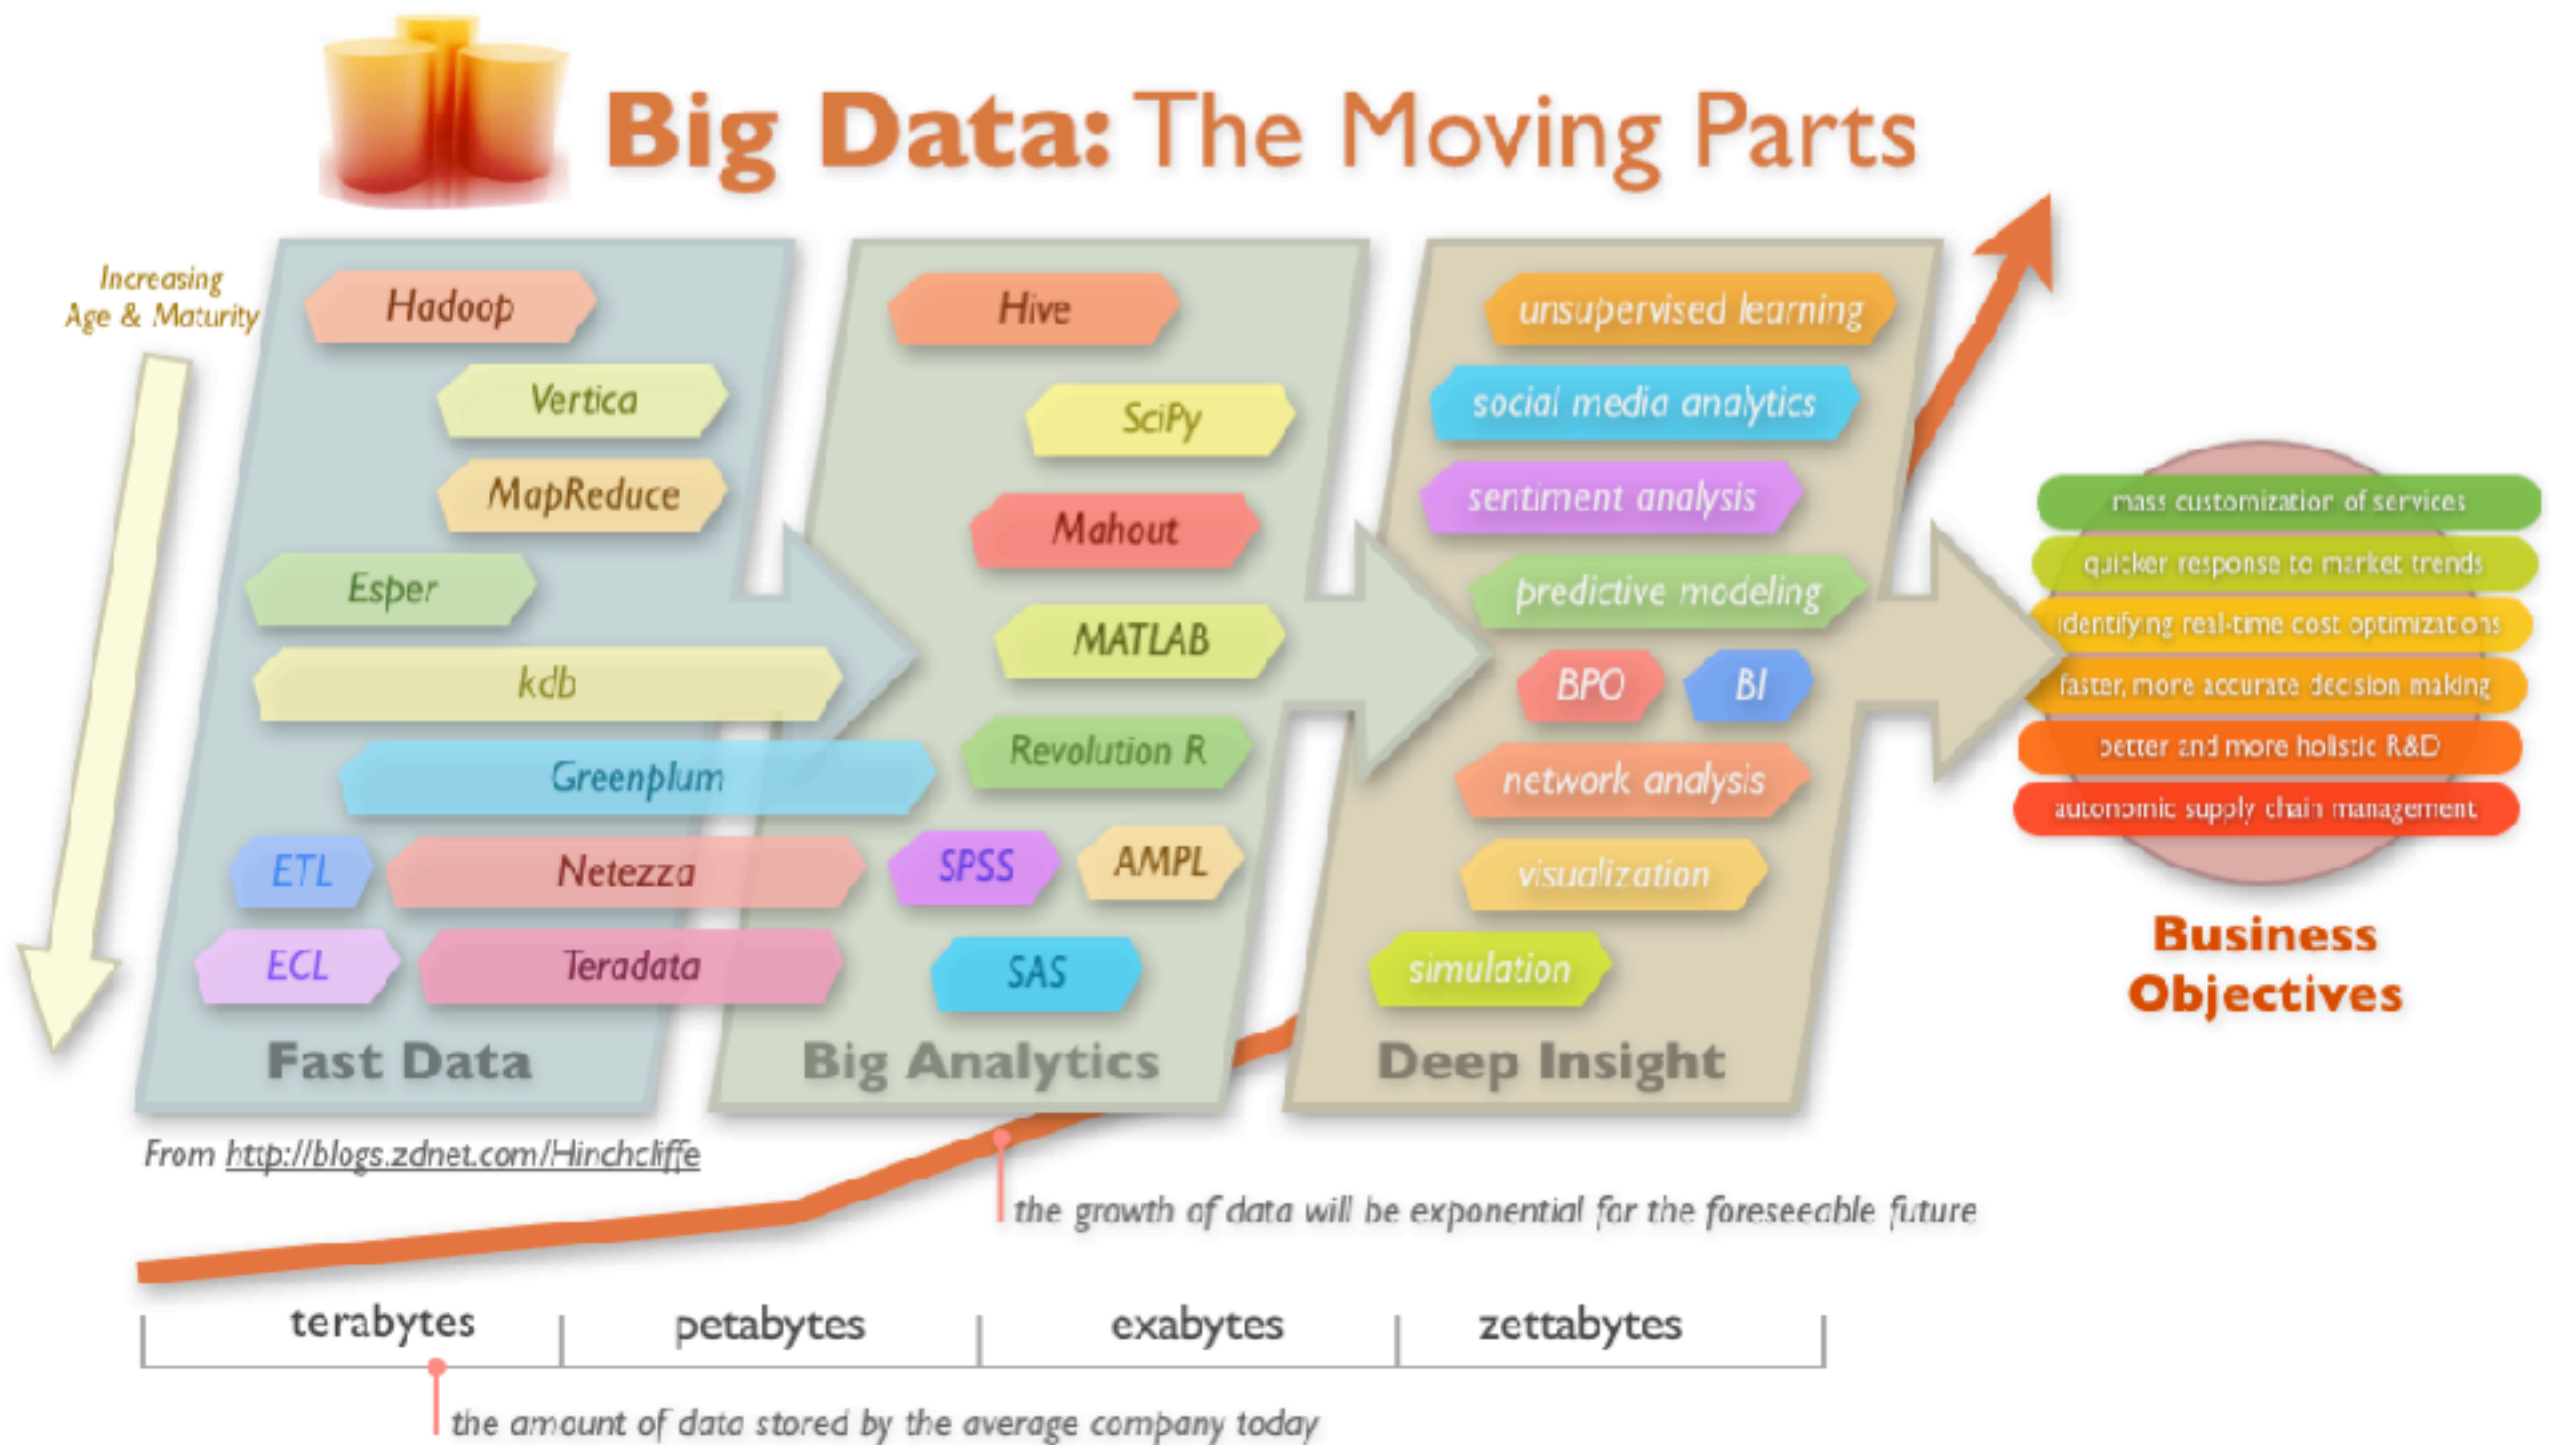 Big Data: The Moving Parts
Increasing
Age & Maturity
Hadoop
Vertica
MapReduce
Esper
kdb
Greenplum
ETL
Netezza
ECL
Teradata
Fast Data
Hive
SciPy
Mahout
MATLAB
Revolution R
SPSS
AMPL
SAS
Big Analytics
unsupervised learning
social media analytics
sentiment analysis
predictive modeling
BPO
BI
network analysis
visualization
simulation
Deep Insight
mass customization of services
quicker response to market trends
identifying real-time cost optimizations
faster, more accurate decision making
better and more holistic R&D
autonomic supply chain management
Business
Objectives
From http://blogs.zdnet.com/Hinchcliffe
the growth of data will be exponential for the foreseeable future
terabytes
petabytes
exabytes
zettabytes
the amount of data stored by the average company today